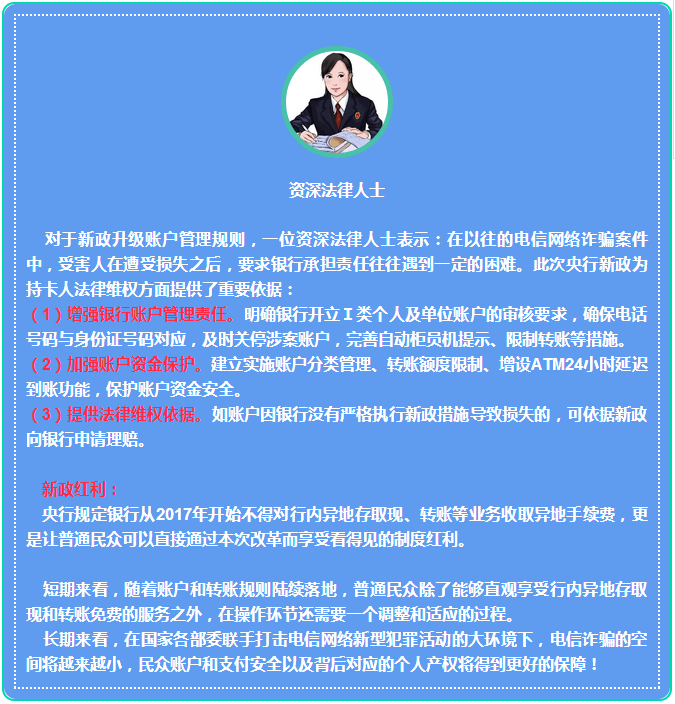 资深法律人士
对于新政升级账户管理规则，一位资深法律人士表示：在以往的电信网络诈骗案件
中，受害人在遭受损失之后，要求银行承担责任往往遇到一定的困难。此次央行新政为
持卡人法律维权方面提供了重要依据：
（1）增强银行账户管理责任。明确银行开立Ｉ类个人及单位账户的审核要求，确保电话
号码与身份证号码对应，及时关停涉案账户，完善自动柜员机提示、限制转账等措施。
（2）加强账户资金保护。建立实施账户分类管理、转账额度限制、增设ATM24小时延迟
到账功能，保护账户资金安全。
（3）提供法律维权依据。如账户因银行没有严格执行新政措施导致损失的，可依据新政
向银行申请理赔。
新政红利：
央行规定银行从2017年开始不得对行内异地存取现、转账等业务收取异地手续费，更
是让普通民众可以直接通过本次改革而享受看得见的制度红利。
短期来看，随着账户和转账规则陆续落地，普通民众除了能够直观享受行内异地存取
现和转账免费的服务之外，在操作环节还需要一个调整和适应的过程。
长期来看，在国家各部委联手打击电信网络新型犯罪活动的大环境下，电信诈骗的空
间将越来越小，民众账户和支付安全以及背后对应的个人产权将得到更好的保障！